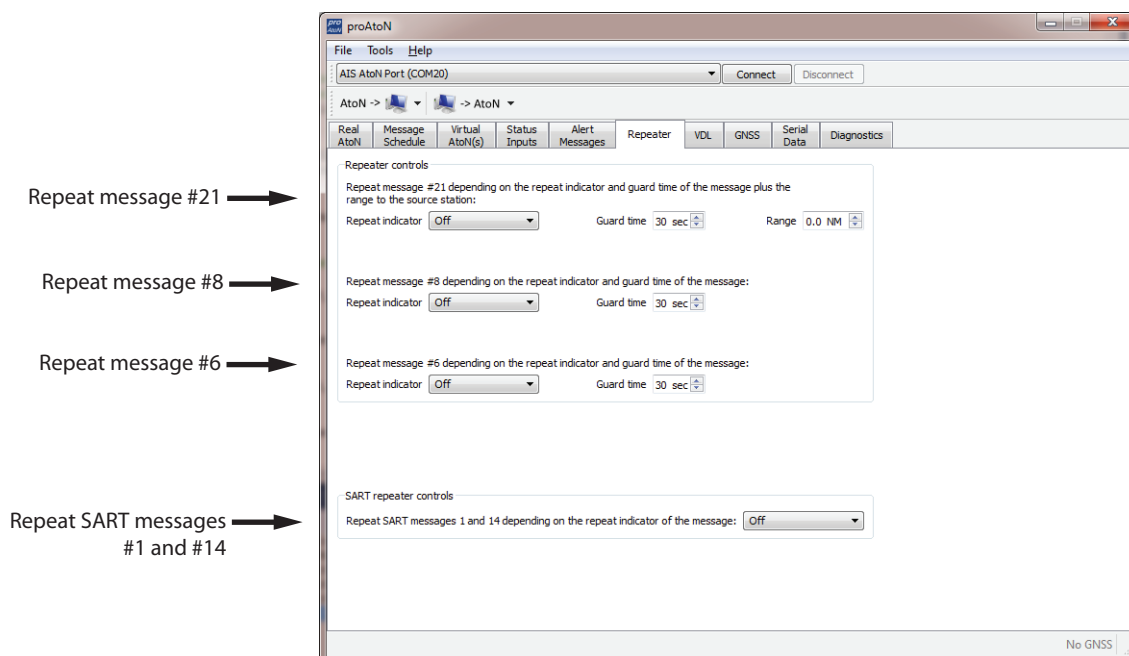 pro
AtoN
proAtoN
File Tools Help
AIS AtoN Port (COM20) Connect Disconnect
AtoN -> -> AtoN
Real AtoN Message Schedule Virtual AtoN(s) Status Inputs Alert Messages Repeater VDL GNSS Serial Data Diagnostics
Repeater controls
Repeat message #21
Repeat message #21 depending on the repeat indicator and guard time of the message plus the
range to the source station:
Repeat indicator Off Guard time 30 sec Range 0.0 NM
Repeat message #8
Repeat message #8 depending on the repeat indicator and guard time of the message:
Repeat indicator Off Guard time 30 sec
Repeat message #6
Repeat message #6 depending on the repeat indicator and guard time of the message:
Repeat indicator Off Guard time 30 sec
SART repeater controls
Repeat SART messages
#1 and #14
Repeat SART messages 1 and 14 depending on the repeat indicator of the message: Off
No GNSS